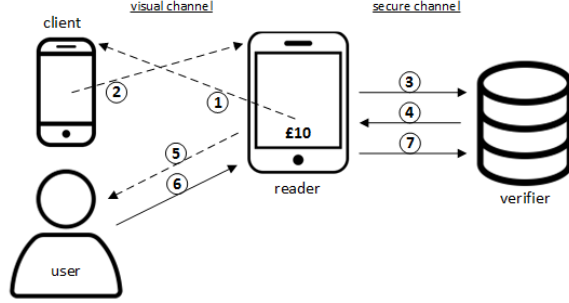 visual channel
secure channel
client
2
1
3
£10
4
5
7
6
reader
verifier
user